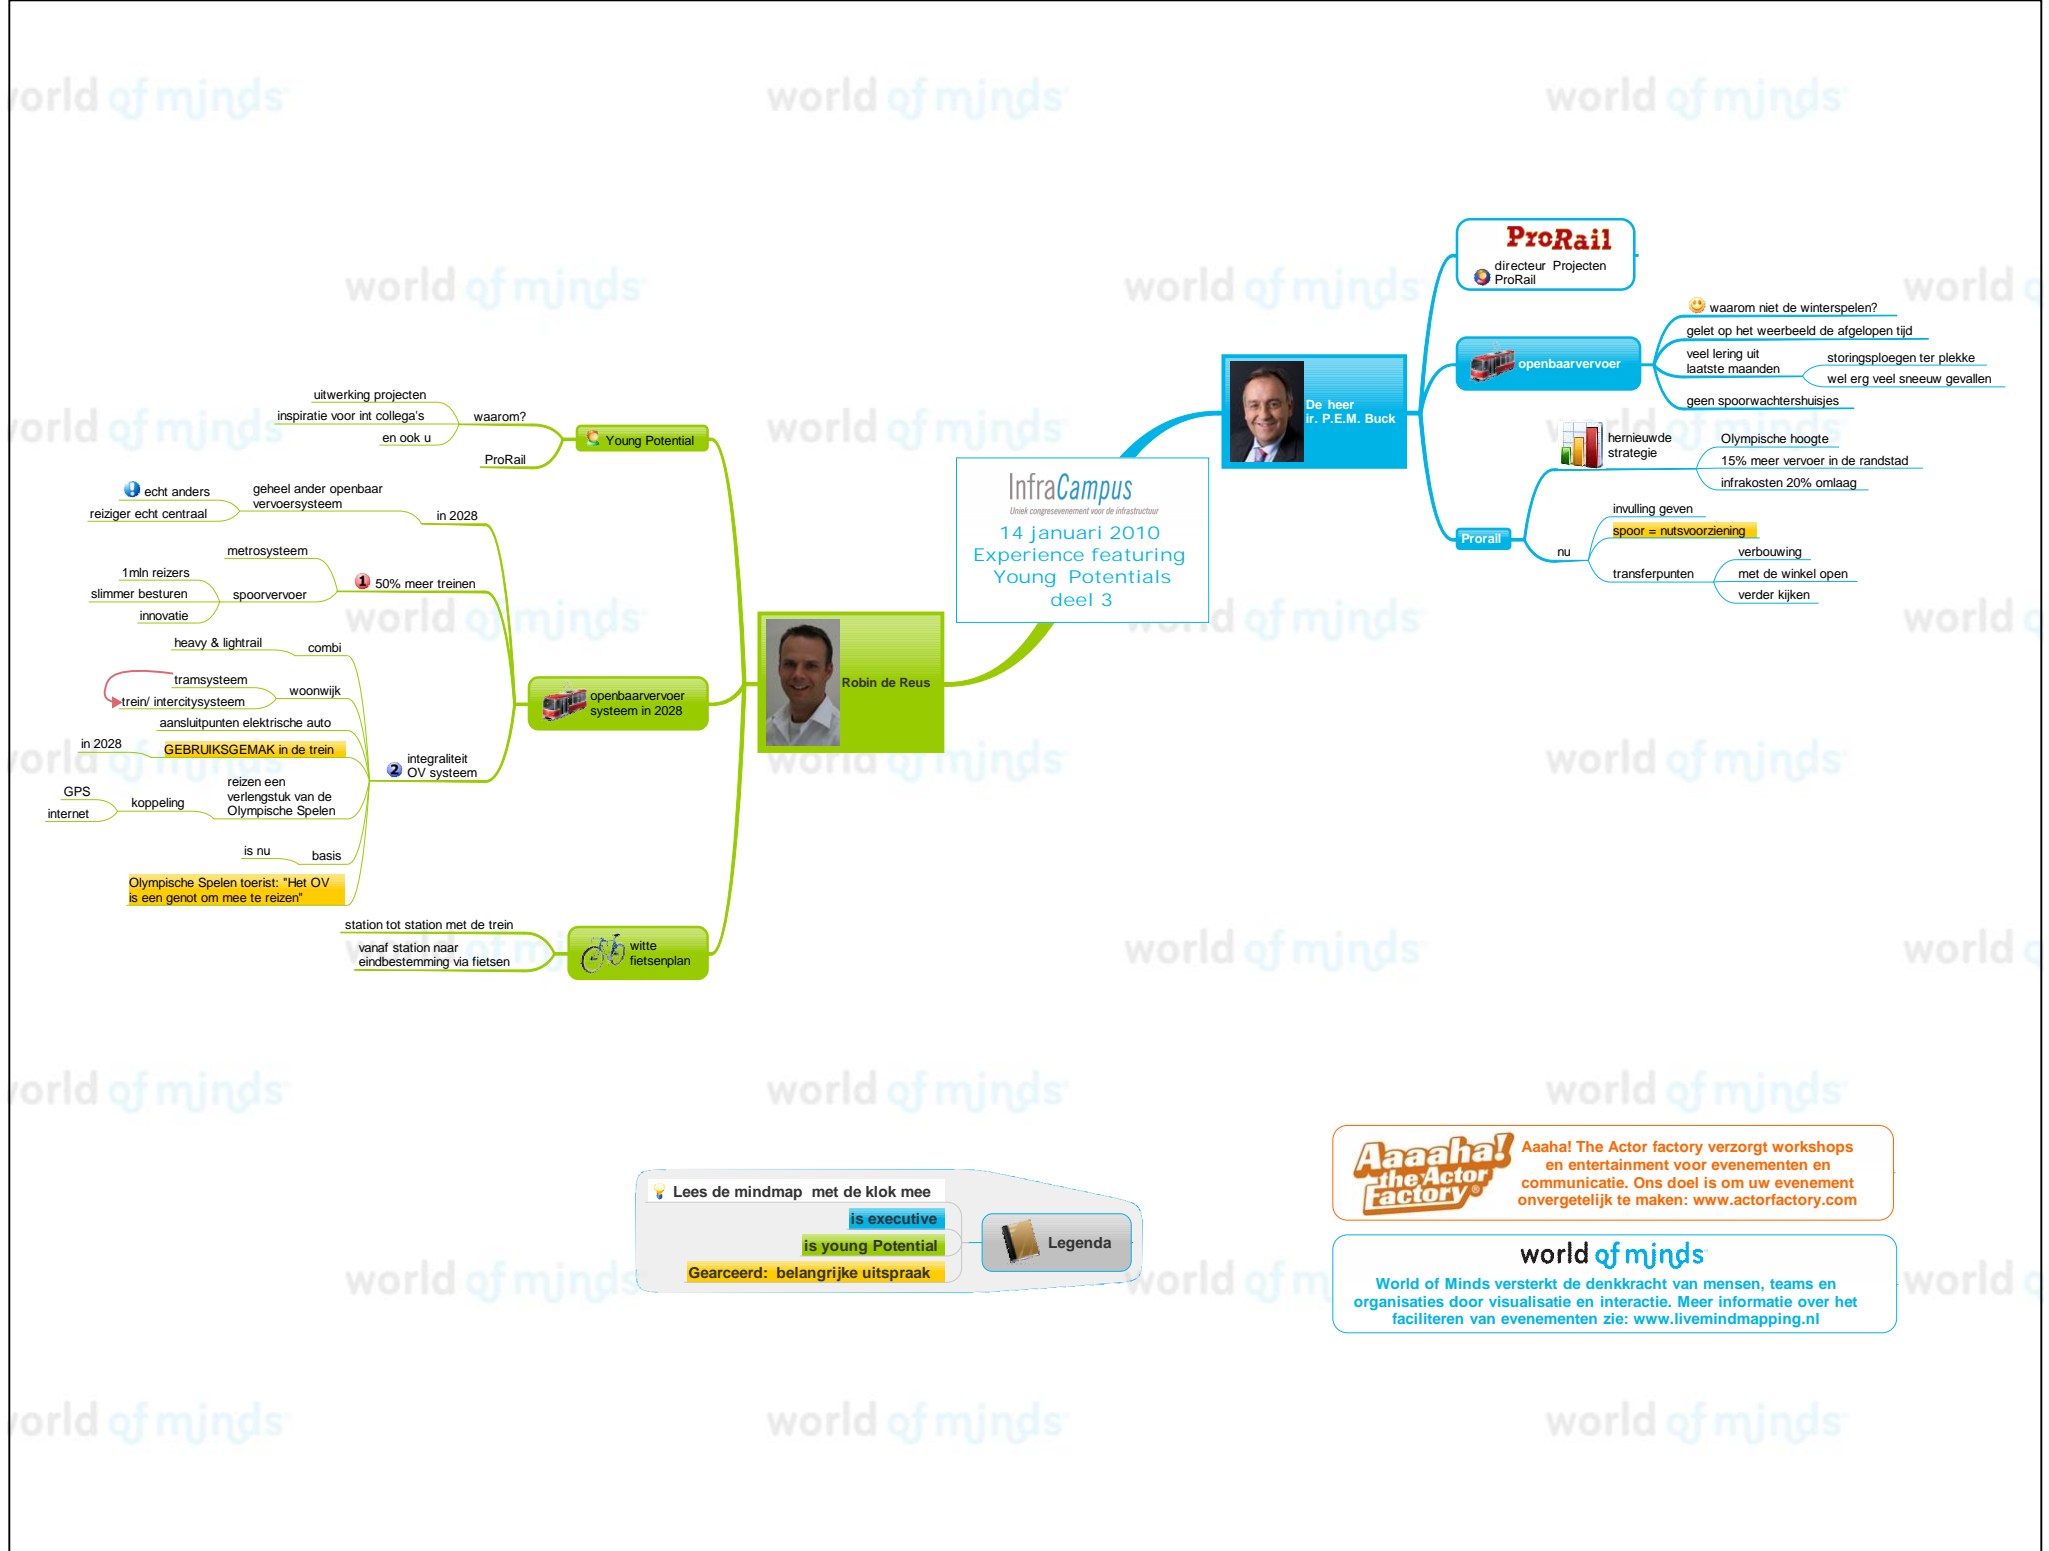 InfraCampus
Uniek congresevenement voor de infrastructuur
14 januari 2010
Experience featuring
Young Potentials
deel 3
De heer
ir. P.E.M. Buck
ProRail
directeur Projecten
ProRail
openbaarvervoer
waarom niet de winterspelen?
gelet op het weerbeeld de afgelopen tijd
veel lering uit
laatste maanden
storingsploegen ter plekke
wel erg veel sneeuw gevallen
geen spoorwachtershuisjes
Prorail
hernieuwde
strategie
Olympische hoogte
15% meer vervoer in de randstad
infrakosten 20% omlaag
nu
invulling geven
spoor = nutsvoorziening
transferpunten
verbouwing
met de winkel open
verder kijken
Robin de Reus
Young Potential
waarom?
uitwerking projecten
inspiratie voor int collega's
en ook u
ProRail
openbaarvervoer
systeem in 2028
in 2028
geheel ander openbaar
vervoersysteem
echt anders
reiziger echt centraal
1 50% meer treinen
metrosysteem
spoorvervoer
1mln reizers
slimmer besturen
innovatie
2 integraliteit
OV systeem
combi
heavy & lightrail
woonwijk
tramsysteem
trein/ intercitysysteem
aansluitpunten elektrische auto
GEBRUIKSGEMAK in de trein
in 2028
reizen een
verlengstuk van de
Olympische Spelen
koppeling
GPS
internet
basis
is nu
Olympische Spelen toerist: "Het OV
is een genot om mee te reizen"
witte
fietsenplan
station tot station met de trein
vanaf station naar
eindbestemming via fietsen
Legenda
Lees de mindmap met de klok mee
is executive
is young Potential
Gearceerd: belangrijke uitspraak
Aaaaha!
the Actor
Factory®
Aaaha! The Actor factory verzorgt workshops
en entertainment voor evenementen en
communicatie. Ons doel is om uw evenement
onvergetelijk te maken: www.actorfactory.com
world of minds
World of Minds versterkt de denkkracht van mensen, teams en
organisaties door visualisatie en interactie. Meer informatie over het
faciliteren van evenementen zie: www.livemindmapping.nl